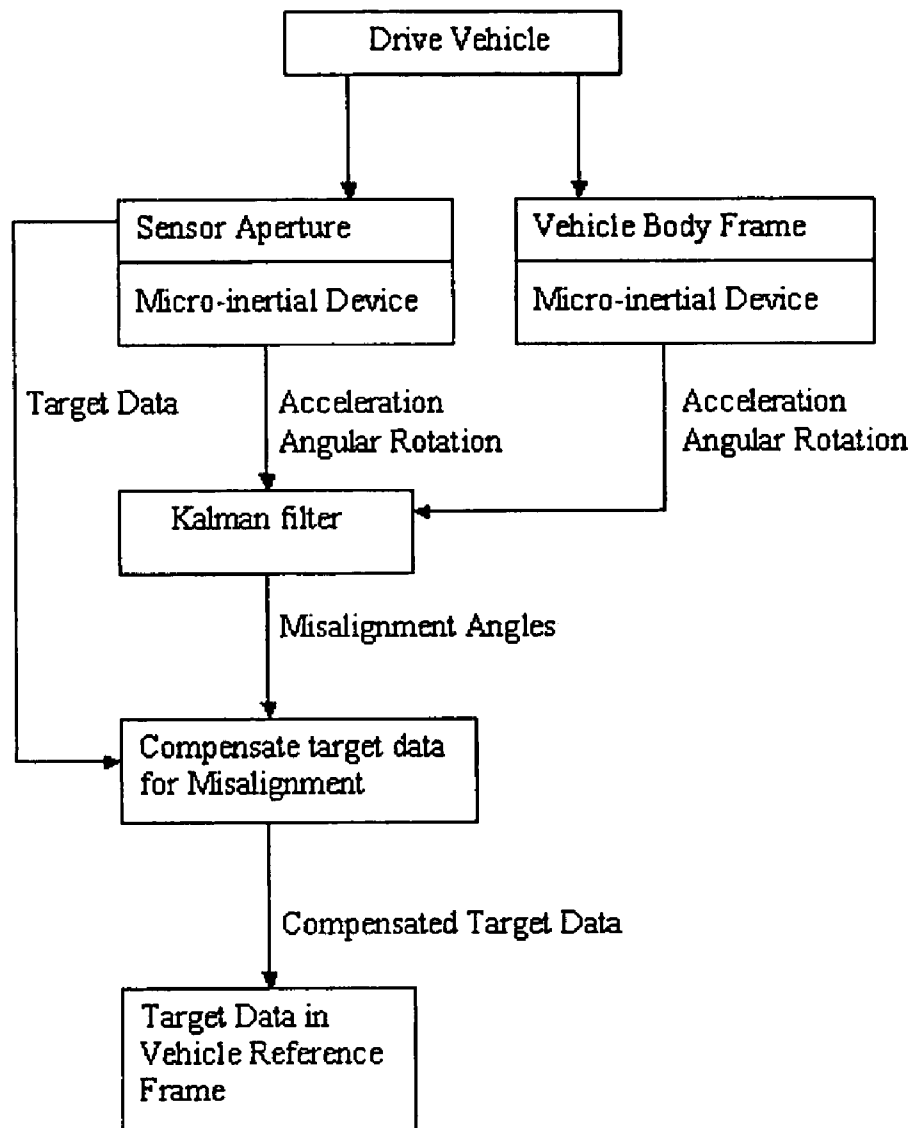 Drive Vehicle
Sensor Aperture
Micro-inertial Device
Vehicle Body Frame
Micro-inertial Device
Target Data
Acceleration
Angular Rotation
Acceleration
Angular Rotation
Kalman filter
Misalignment Angles
Compensate target data
for Misalignment
Compensated Target Data
Target Data in
Vehicle Reference
Frame